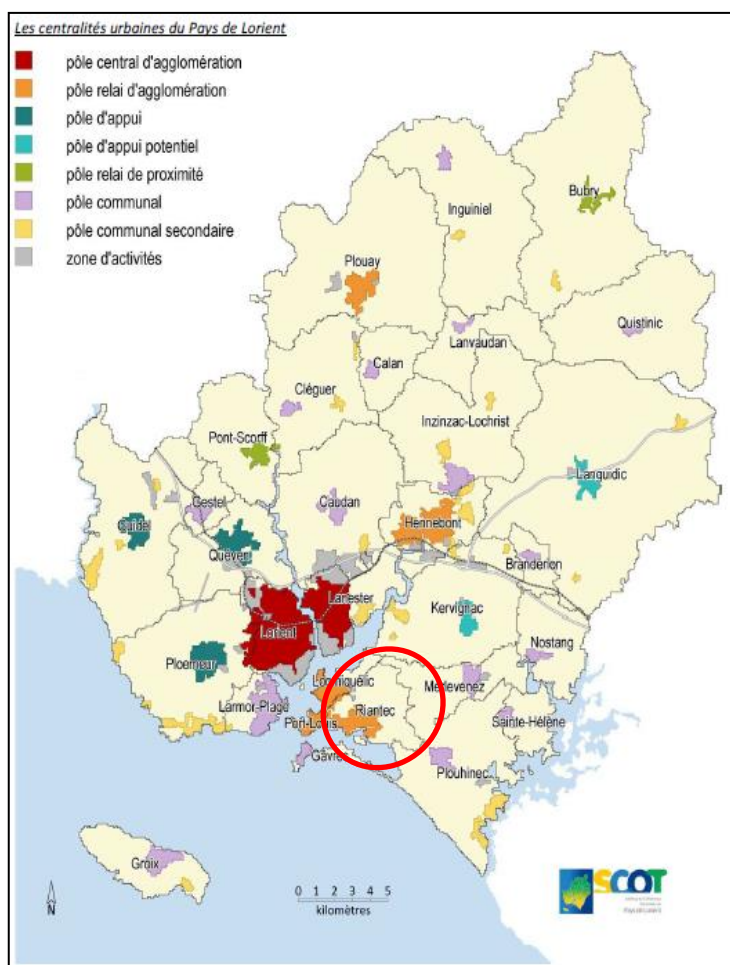 Les centralités urbaines du Pays de Lorient
pôle central d'agglomération
pôle relai d'agglomération
pôle d'appui
pôle d'appui potentiel
pôle relai de proximité
pôle communal
pôle communal secondaire
zone d'activités
Inguiniel
Bubry
Plouay
Quistinic
Lanvaudan
Calan
Cléguer
Inzinzac-Lochrist
Pont-Scorff
Languidic
Gestel
Caudan
Guidel
Hennebont
Quéven
Brandérion
Lanester
Kervignac
Lorient
Nostang
Ploemeur
Locmiquélic
Merlevenez
Larmor-Plage
Riantec
Port-Louis
Sainte-Hélène
Gâvres
Plouhinec
Groix
N
0 1 2 3 4 5
kilomètres
SCOT
Pays de Lorient